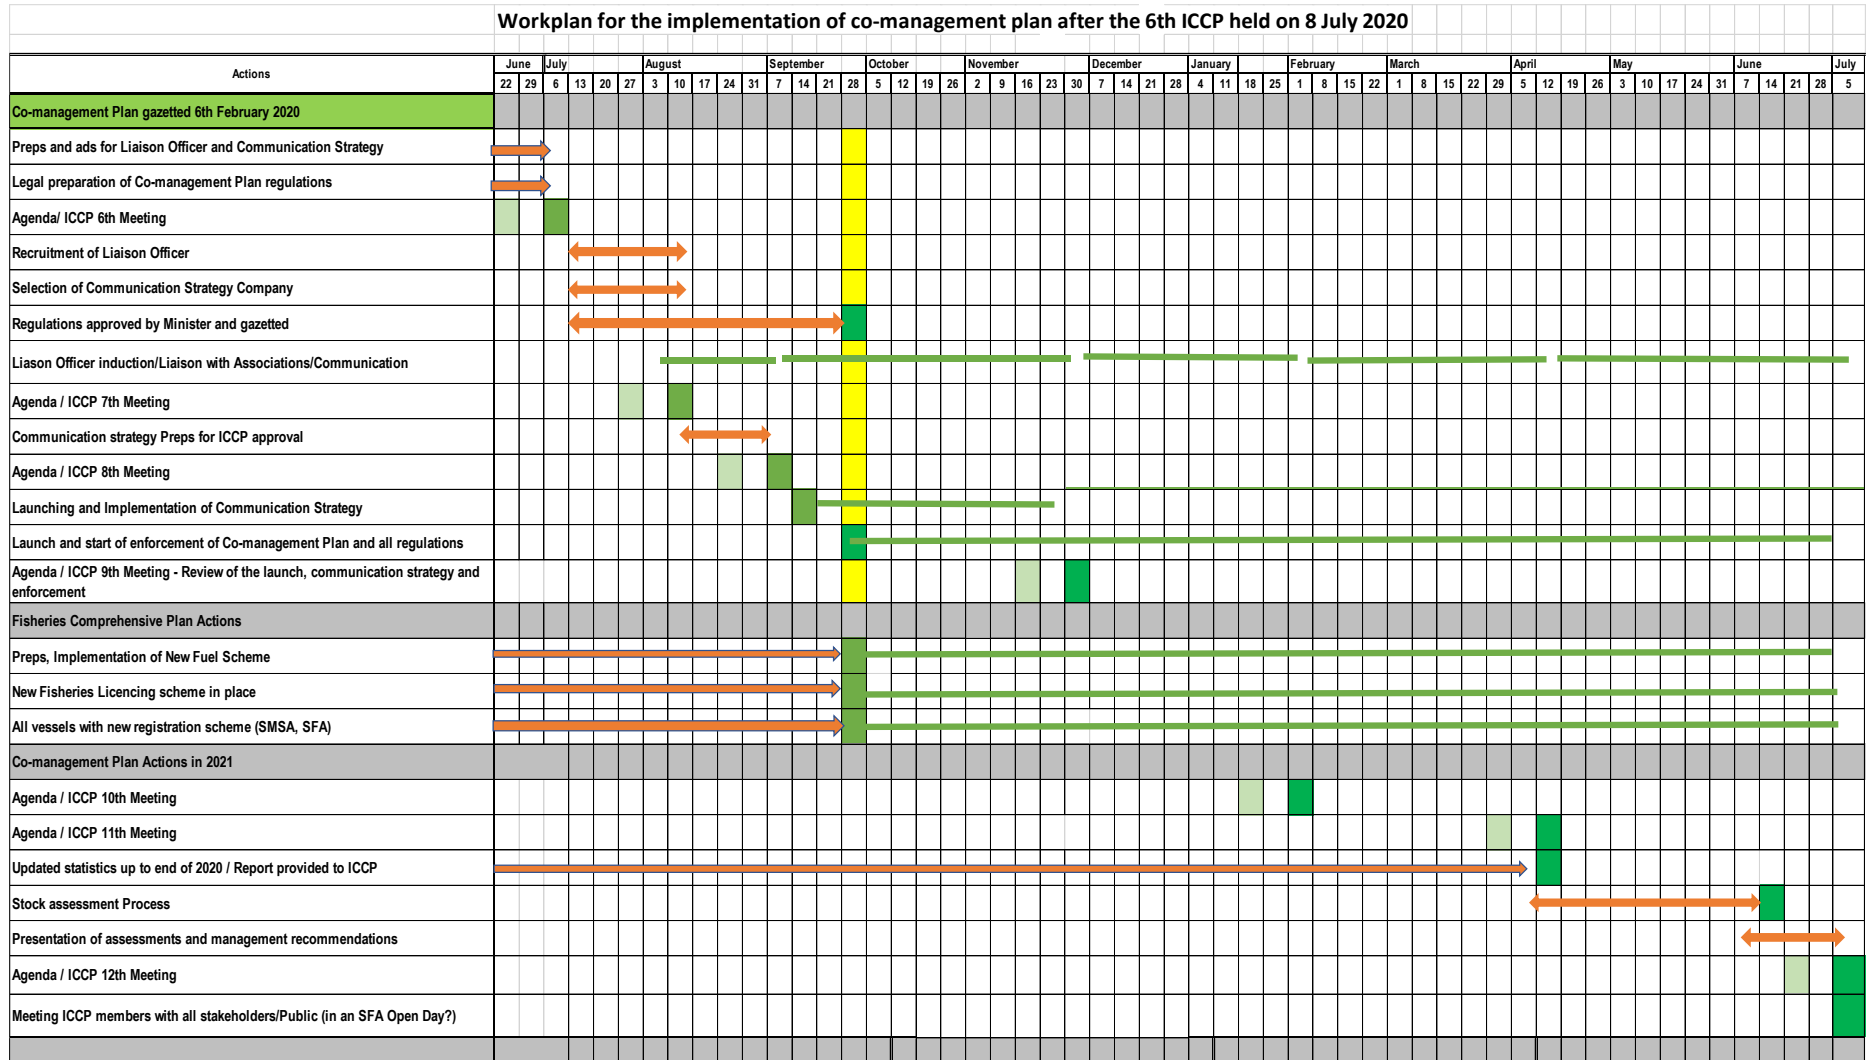 Workplan for the implementation of co-management plan after the 6th ICCP held on 8 July 2020
Actions
June July August September October November December January February March April May June July
22 29 6 13 20 27 3 10 17 24 31 7 14 21 28 5 12 19 26 2 9 16 23 30 7 14 21 28 4 11 18 25 1 8 15 22 1 8 15 22 29 5 12 19 26 3 10 17 24 31 7 14 21 28 5
Co-management Plan gazetted 6th February 2020
Preps and ads for Liaison Officer and Communication Strategy
Legal preparation of Co-management Plan regulations
Agenda/ ICCP 6th Meeting
Recruitment of Liaison Officer
Selection of Communication Strategy Company
Regulations approved by Minister and gazetted
Liason Officer induction/Liaison with Associations/Communication
Agenda / ICCP 7th Meeting
Communication strategy Preps for ICCP approval
Agenda / ICCP 8th Meeting
Launching and Implementation of Communication Strategy
Launch and start of enforcement of Co-management Plan and all regulations
Agenda / ICCP 9th Meeting - Review of the launch, communication strategy and
enforcement
Fisheries Comprehensive Plan Actions
Preps, Implementation of New Fuel Scheme
New Fisheries Licencing scheme in place
All vessels with new registration scheme (SMSA, SFA)
Co-management Plan Actions in 2021
Agenda / ICCP 10th Meeting
Agenda / ICCP 11th Meeting
Updated statistics up to end of 2020 / Report provided to ICCP
Stock assessment Process
Presentation of assessments and management recommendations
Agenda / ICCP 12th Meeting
Meeting ICCP members with all stakeholders/Public (in an SFA Open Day?)